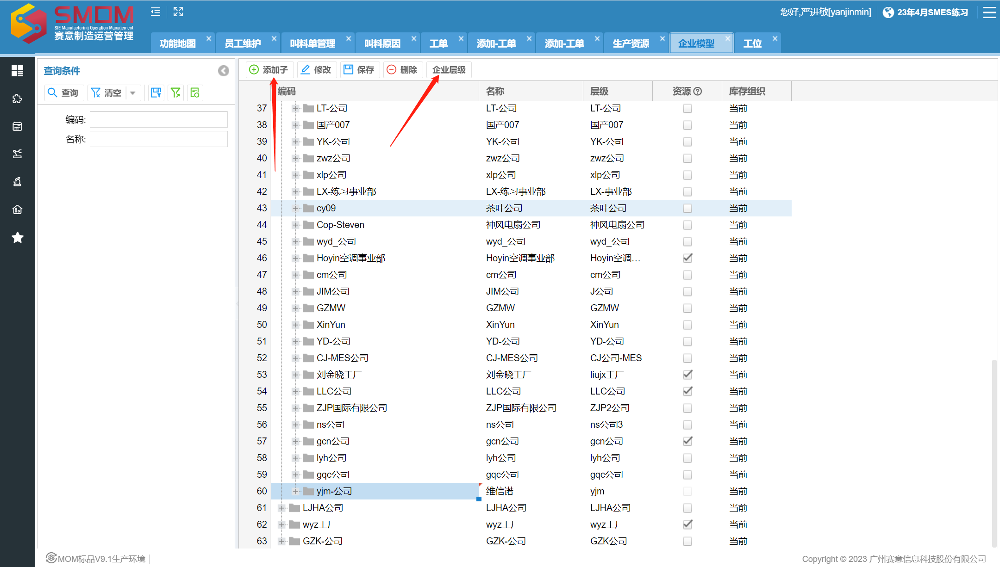 SMOM
SIE Manufacturing Operation Management
赛意制造运营管理
您好,严进敏[yanjinmin] 23年4月SMES练习
功能地图 员工维护 叫料单管理 叫料原因 工单 添加-工单 添加-工单 生产资源 企业模型 工位
查询条件
查询 清空
编码:
名称:
添加子 修改 保存 删除 企业层级
编码 名称 层级 资源 库存组织
37 LT-公司 LT-公司 LT-公司 当前
38 国产007 国产007 国产007 当前
39 YK-公司 YK-公司 YK-公司 当前
40 zwz公司 zwz公司 zwz公司 当前
41 xlp公司 xlp公司 xlp公司 当前
42 LX-练习事业部 LX-练习事业部 LX-事业部 当前
43 cy09 茶叶公司 茶叶公司 当前
44 Cop-Steven 神风电扇公司 神风电扇公司 当前
45 wyd_公司 wyd_公司 wyd_公司 当前
46 Hoyin空调事业部 Hoyin空调事业部 Hoyin空调… 当前
47 cm公司 cm公司 cm公司 当前
48 JIM公司 JIM公司 J公司 当前
49 GZMW GZMW GZMW 当前
50 XinYun XinYun XinYun 当前
51 YD-公司 YD-公司 YD-公司 当前
52 CJ-MES公司 CJ-MES公司 CJ公司-MES 当前
53 刘金晓工厂 刘金晓工厂 liujx工厂 当前
54 LLC公司 LLC公司 LLC公司 当前
55 ZJP国际有限公司 ZJP国际有限公司 ZJP2公司 当前
56 ns公司 ns公司 ns公司3 当前
57 gcn公司 gcn公司 gcn公司 当前
58 lyh公司 lyh公司 lyh公司 当前
59 gqc公司 gqc公司 gqc公司 当前
60 yjm-公司 维信诺 yjm 当前
61 LJHA公司 LJHA公司 LJHA公司 当前
62 wyz工厂 wyz工厂 wyz工厂 当前
63 GZK-公司 GZK-公司 GZK公司 当前
MOM标品V9.1生产环境
Copyright © 2023 广州赛意信息科技股份有限公司